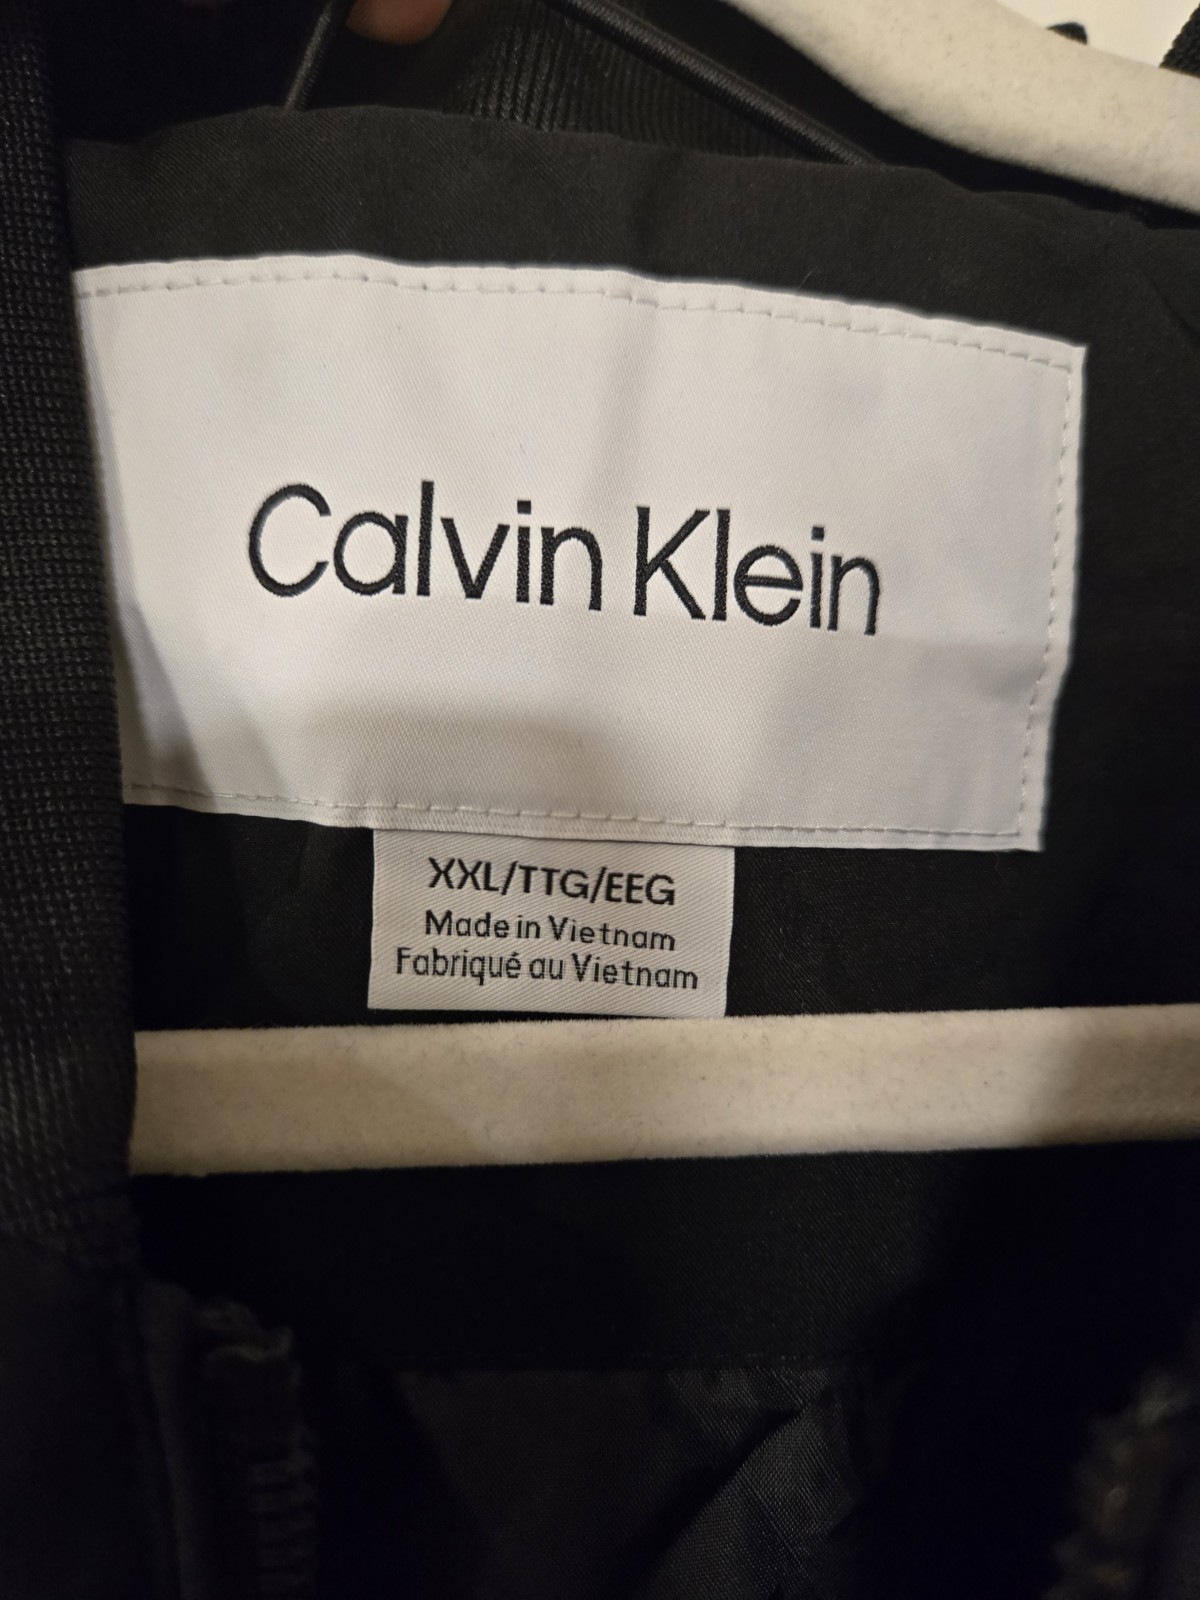 Calvin Klein
XXL/TTG/EEG
Made in Vietnam
Fabriqué au Vietnam